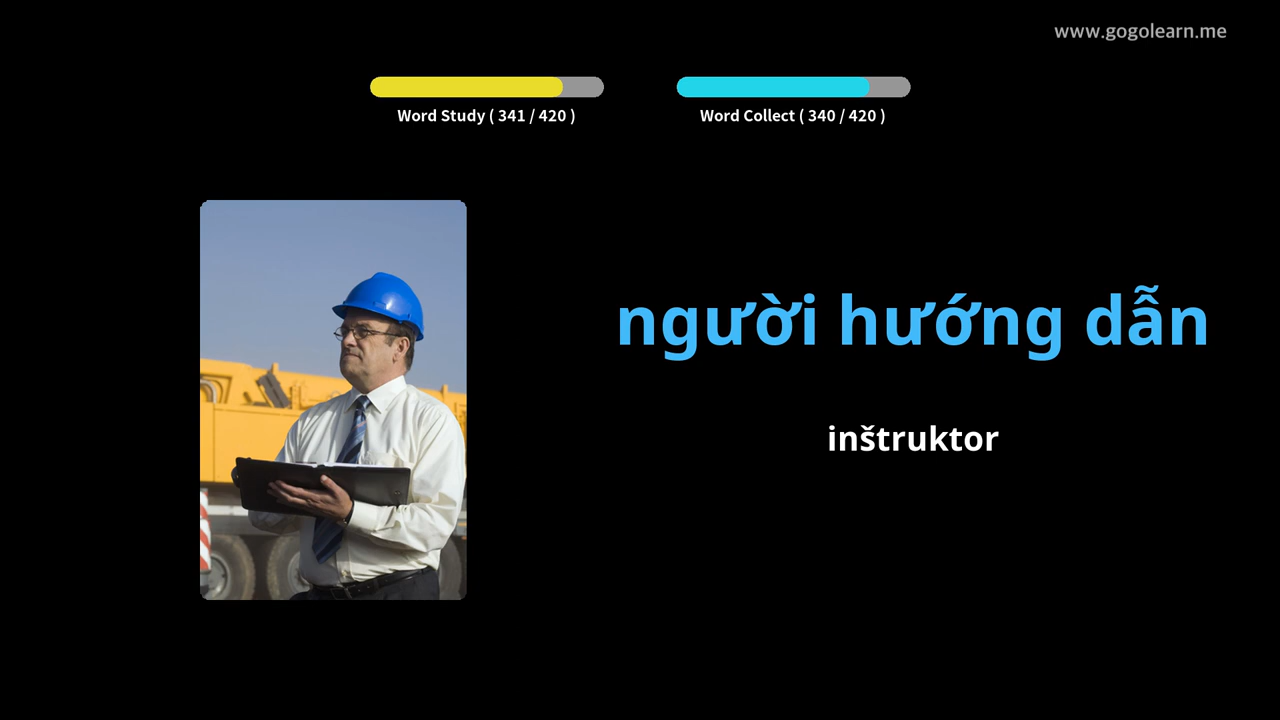 www.gogolearn.me
Word Study ( 341 / 420 )
Word Collect ( 340 / 420 )
người hướng dẫn
inštruktor